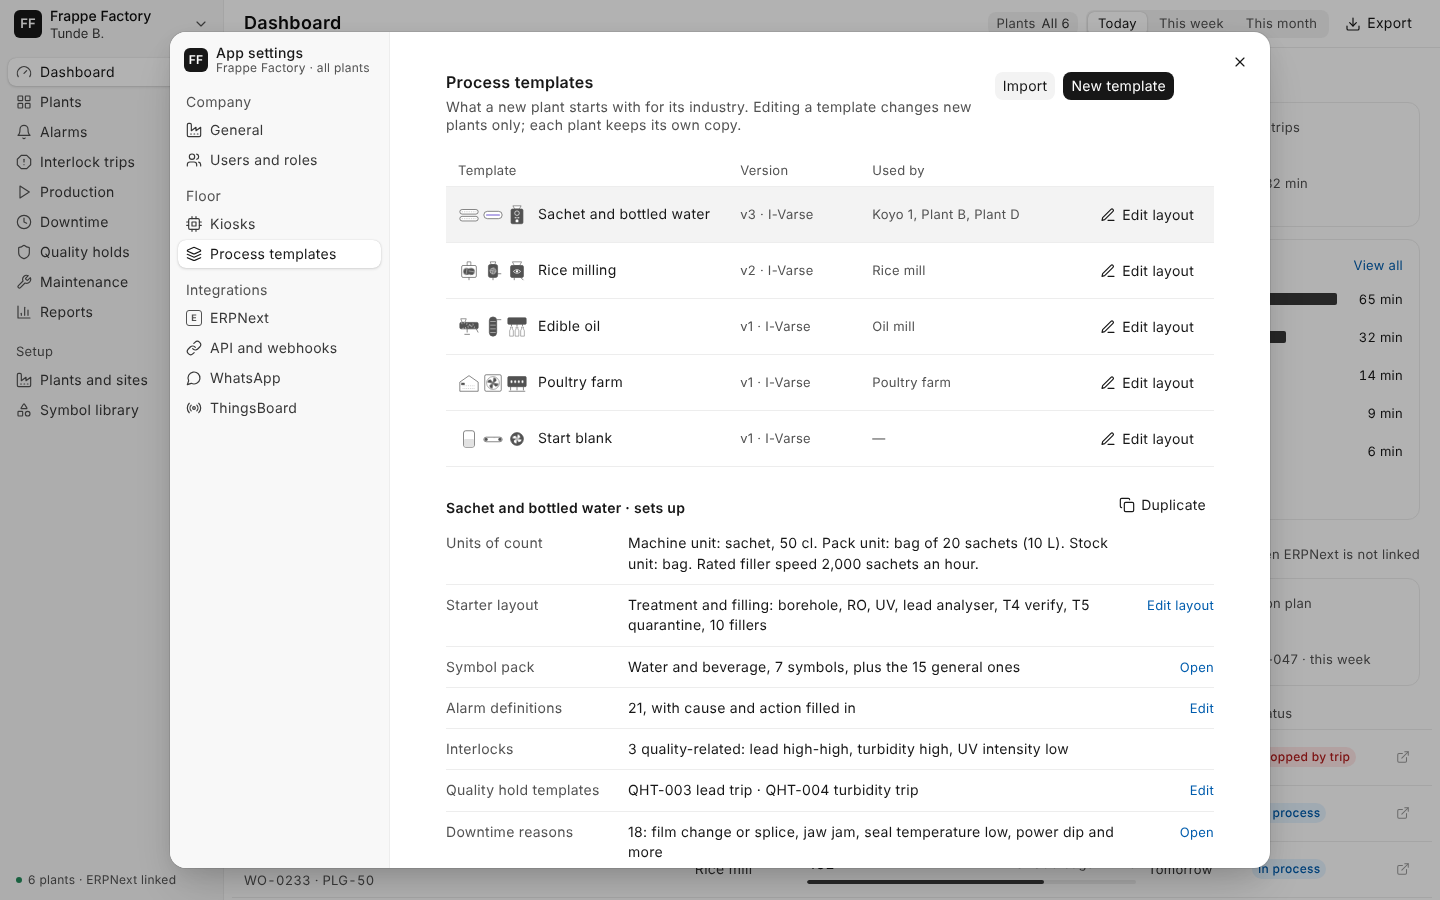 FF
Frappe Factory
Tunde B.
Dashboard
Plants
Alarms
Interlock trips
Production
Downtime
Quality holds
Maintenance
Reports
Setup
Plants and sites
Symbol library
6 plants · ERPNext linked
Dashboard
Plants All 6
Today
This week
This month
Export
FF
App settings
Frappe Factory · all plants
Company
General
Users and roles
Floor
Kiosks
Process templates
Integrations
E
ERPNext
API and webhooks
WhatsApp
ThingsBoard
Process templates
What a new plant starts with for its industry. Editing a template changes new
plants only; each plant keeps its own copy.
Import
New template
Template Version Used by
Sachet and bottled water v3 · I-Varse Koyo 1, Plant B, Plant D Edit layout
Rice milling v2 · I-Varse Rice mill Edit layout
Edible oil v1 · I-Varse Oil mill Edit layout
Poultry farm v1 · I-Varse Poultry farm Edit layout
Start blank v1 · I-Varse — Edit layout
Sachet and bottled water · sets up
Duplicate
Units of count Machine unit: sachet, 50 cl. Pack unit: bag of 20 sachets (10 L). Stock
unit: bag. Rated filler speed 2,000 sachets an hour.
Starter layout Treatment and filling: borehole, RO, UV, lead analyser, T4 verify, T5 Edit layout
quarantine, 10 fillers
Symbol pack Water and beverage, 7 symbols, plus the 15 general ones Open
Alarm definitions 21, with cause and action filled in Edit
Interlocks 3 quality-related: lead high-high, turbidity high, UV intensity low
Quality hold templates QHT-003 lead trip · QHT-004 turbidity trip Edit
Downtime reasons 18: film change or splice, jaw jam, seal temperature low, power dip and Open
more
trips
32 min
View all
65 min
32 min
14 min
9 min
6 min
en ERPNext is not linked
on plan
-047 · this week
atus
opped by trip
process
In process
WO-0233 · PLG-50
Rice mill
Tomorrow